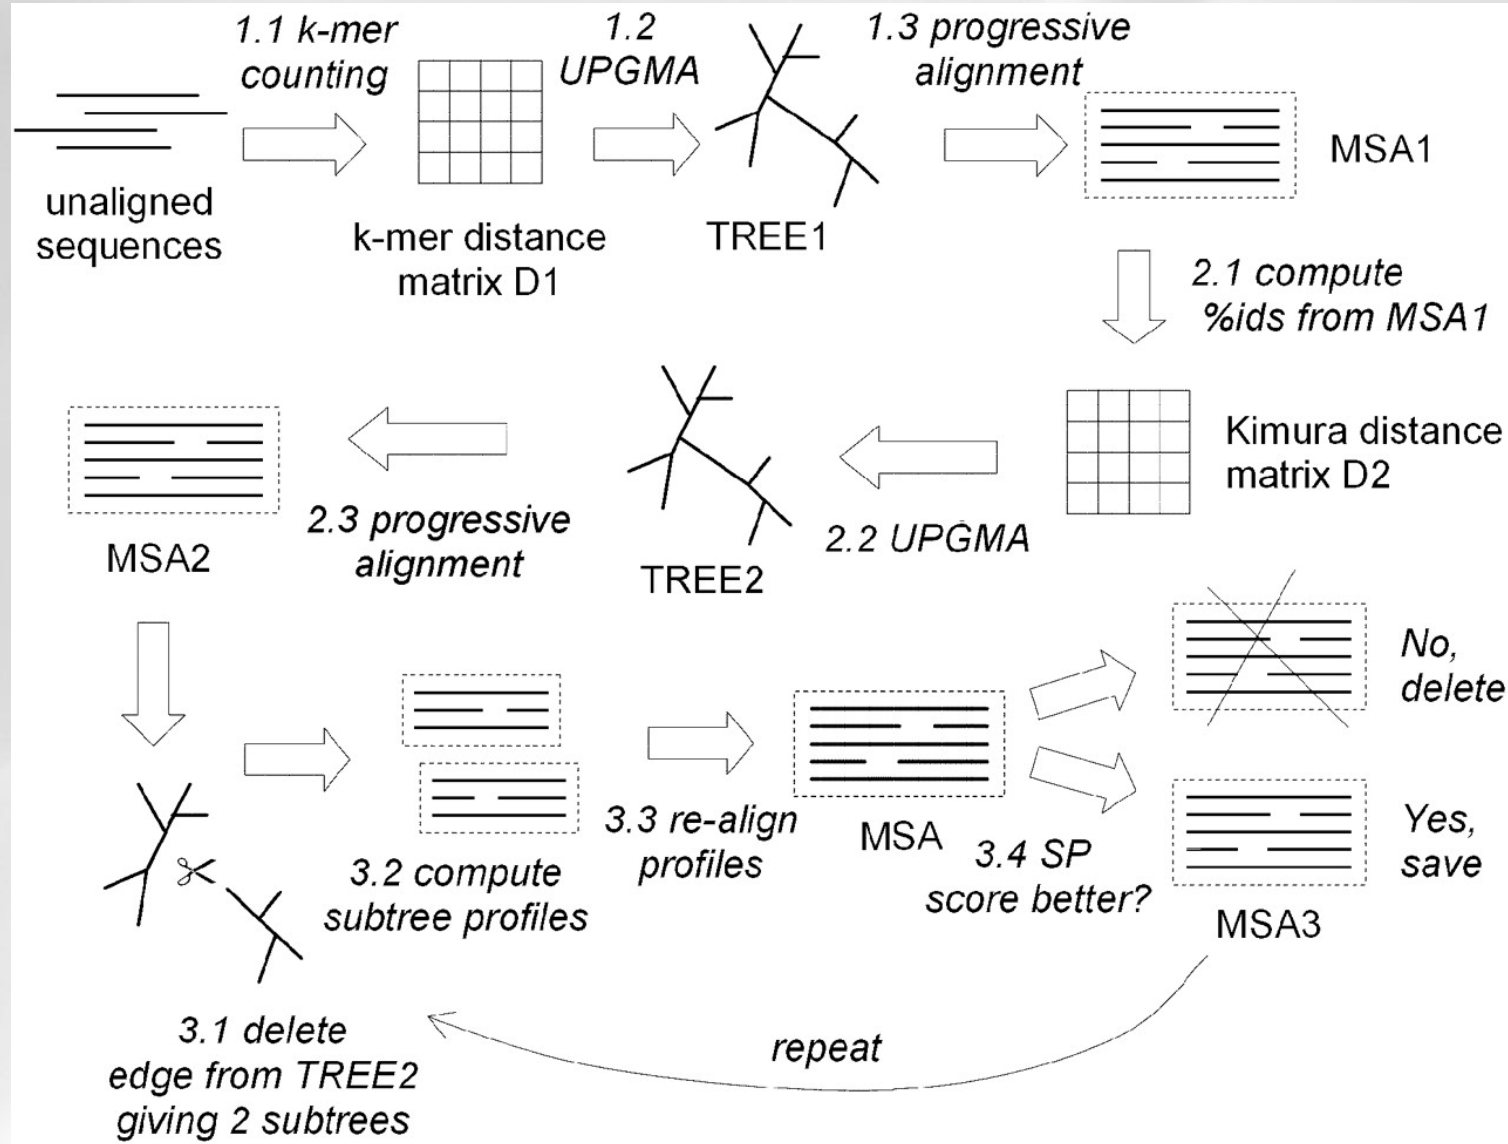 1.1 k-mer
counting
1.2
UPGMA
1.3 progressive
alignment
unaligned
sequences
k-mer distance
matrix D1
TREE1
MSA1
2.1 compute
%ids from MSA1
Kimura distance
matrix D2
2.2 UPGMA
TREE2
2.3 progressive
alignment
MSA2
3.1 delete
edge from TREE2
giving 2 subtrees
3.2 compute
subtree profiles
3.3 re-align
profiles
MSA
3.4 SP
score better?
No,
delete
Yes,
save
MSA3
repeat